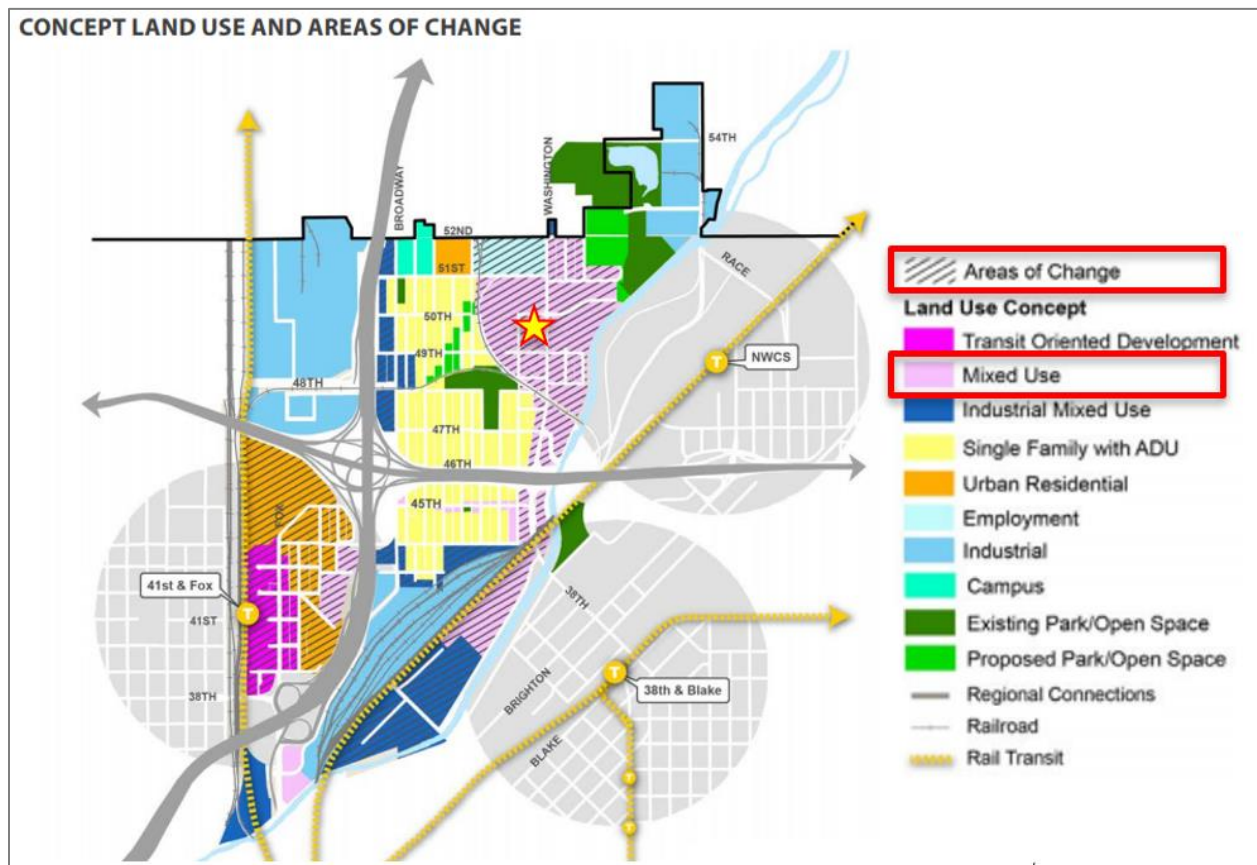 CONCEPT LAND USE AND AREAS OF CHANGE
BROADWAY
WASHINGTON
54TH
52ND
51ST
RACE
50TH
49TH
48TH
NWCS
47TH
46TH
45TH
FOX
41st & Fox
41ST
38TH
38TH
38th & Blake
BRIGHTON
BLAKE
T
T
T
T
T
Areas of Change
Land Use Concept
Transit Oriented Development
Mixed Use
Industrial Mixed Use
Single Family with ADU
Urban Residential
Employment
Industrial
Campus
Existing Park/Open Space
Proposed Park/Open Space
Regional Connections
Railroad
Rail Transit